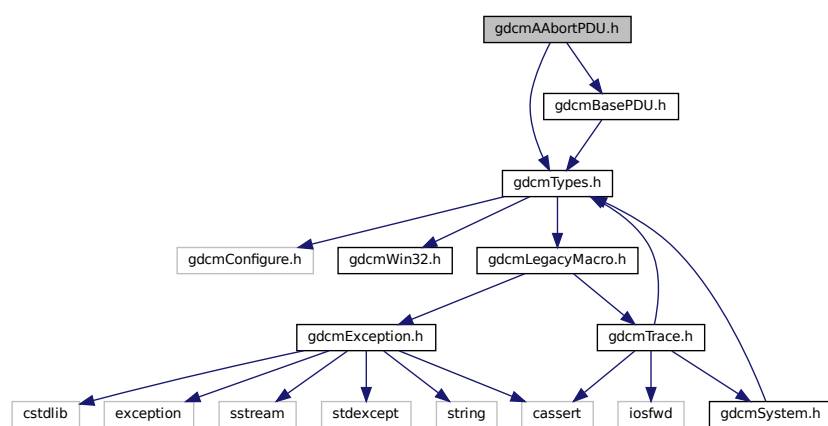 gdcmAAbortPDU.h
gdcmBasePDU.h
gdcmTypes.h
gdcmConfigure.h
gdcmWin32.h
gdcmLegacyMacro.h
gdcmException.h
gdcmTrace.h
cstdlib
exception
sstream
stdexcept
string
cassert
iosfwd
gdcmSystem.h